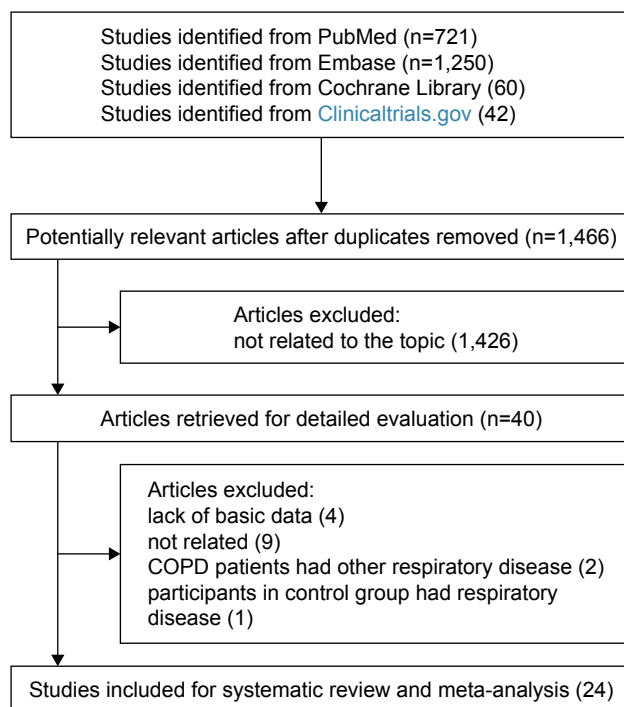 Studies identified from PubMed (n=721)
Studies identified from Embase (n=1,250)
Studies identified from Cochrane Library (60)
Studies identified from Clinicaltrials.gov (42)
Potentially relevant articles after duplicates removed (n=1,466)
Articles excluded:
not related to the topic (1,426)
Articles retrieved for detailed evaluation (n=40)
Articles excluded:
lack of basic data (4)
not related (9)
COPD patients had other respiratory disease (2)
participants in control group had respiratory
disease (1)
Studies included for systematic review and meta-analysis (24)